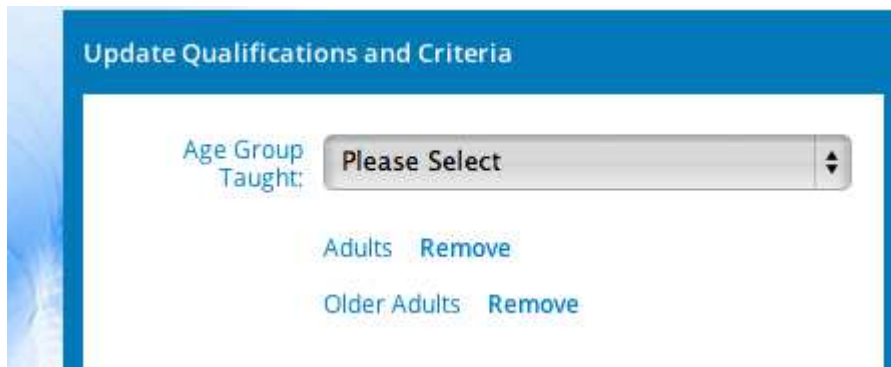 Update Qualifications and Criteria
Age Group
Taught:
Please Select
Adults Remove
Older Adults Remove